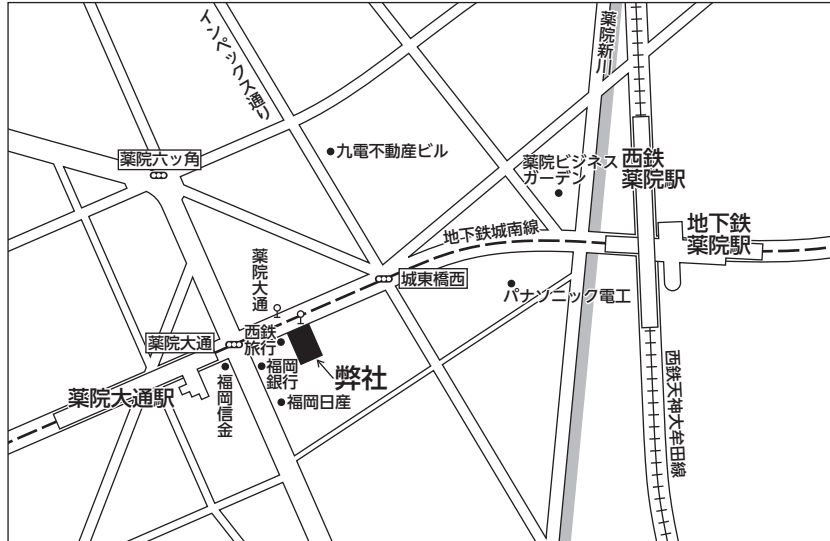 インペックス通り
薬院新川
薬院六ッ角
九電不動産ビル
薬院ビジネス
ガーデン
西鉄
薬院駅
地下鉄
薬院駅
地下鉄城南線
薬院大通
城東橋西
パナソニック電工
薬院大通
西鉄
旅行
福岡
銀行
弊社
薬院大通駅
福岡信金
福岡日産
西鉄天神大牟田線